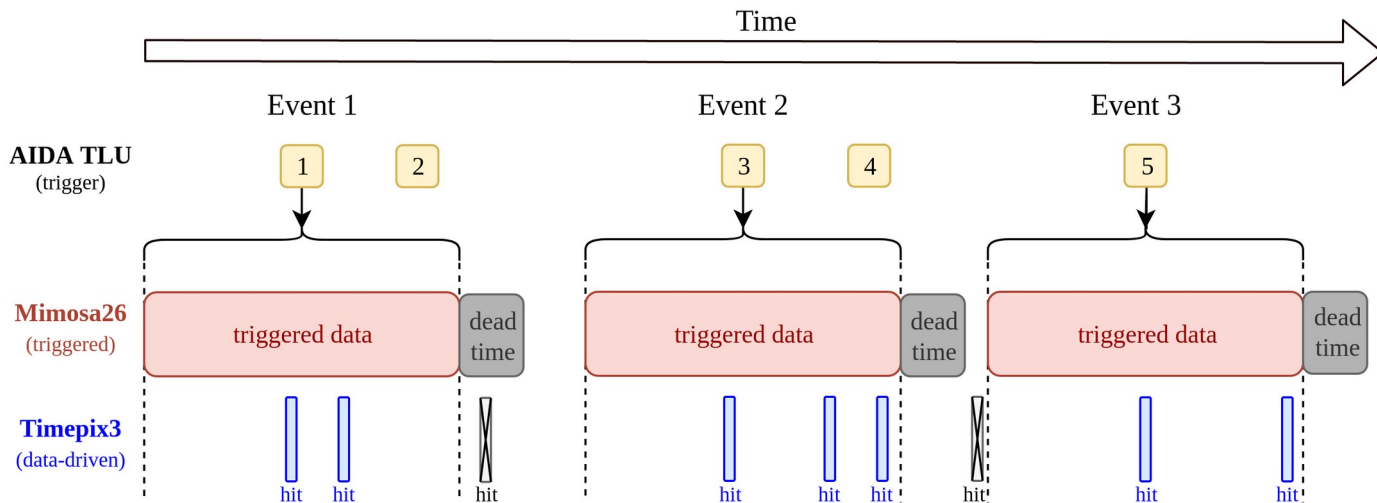 Time
Event 1
Event 2
Event 3
AIDA TLU
(trigger)
1
2
3
4
5
Mimosa26
(triggered)
triggered data
dead
time
triggered data
dead
time
triggered data
dead
time
Timepix3
(data-driven)
hit
hit
hit
hit
hit
hit
hit
hit
hit